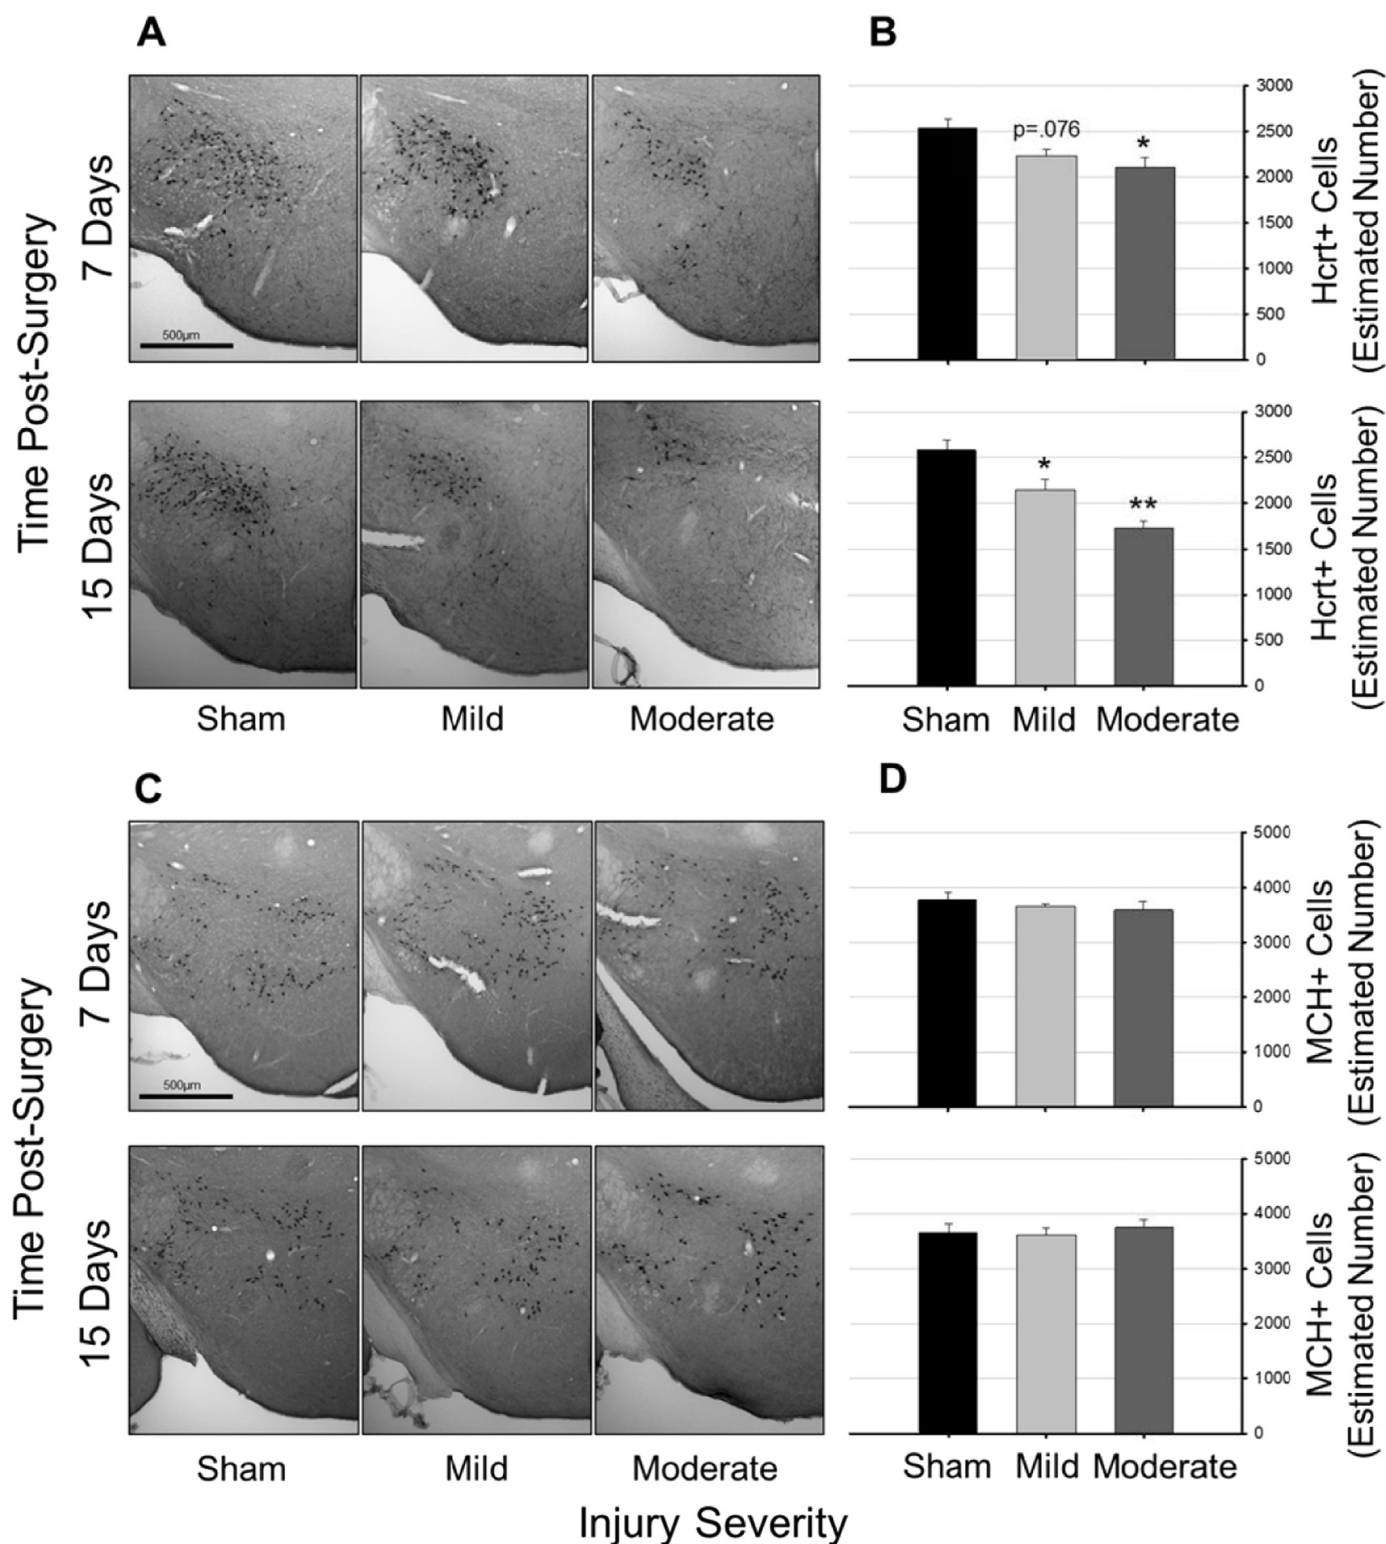 A
B
Time Post-Surgery
7 Days
500µm
p=.076
*
3000
2500
2000
1500
1000
500
0
Hcrt+ Cells
(Estimated Number)
15 Days
*
**
3000
2500
2000
1500
1000
500
0
Hcrt+ Cells
(Estimated Number)
Sham Mild Moderate
Sham Mild Moderate
C
D
Time Post-Surgery
7 Days
500µm
5000
4000
3000
2000
1000
0
MCH+ Cells
(Estimated Number)
15 Days
5000
4000
3000
2000
1000
0
MCH+ Cells
(Estimated Number)
Sham Mild Moderate
Sham Mild Moderate
Injury Severity